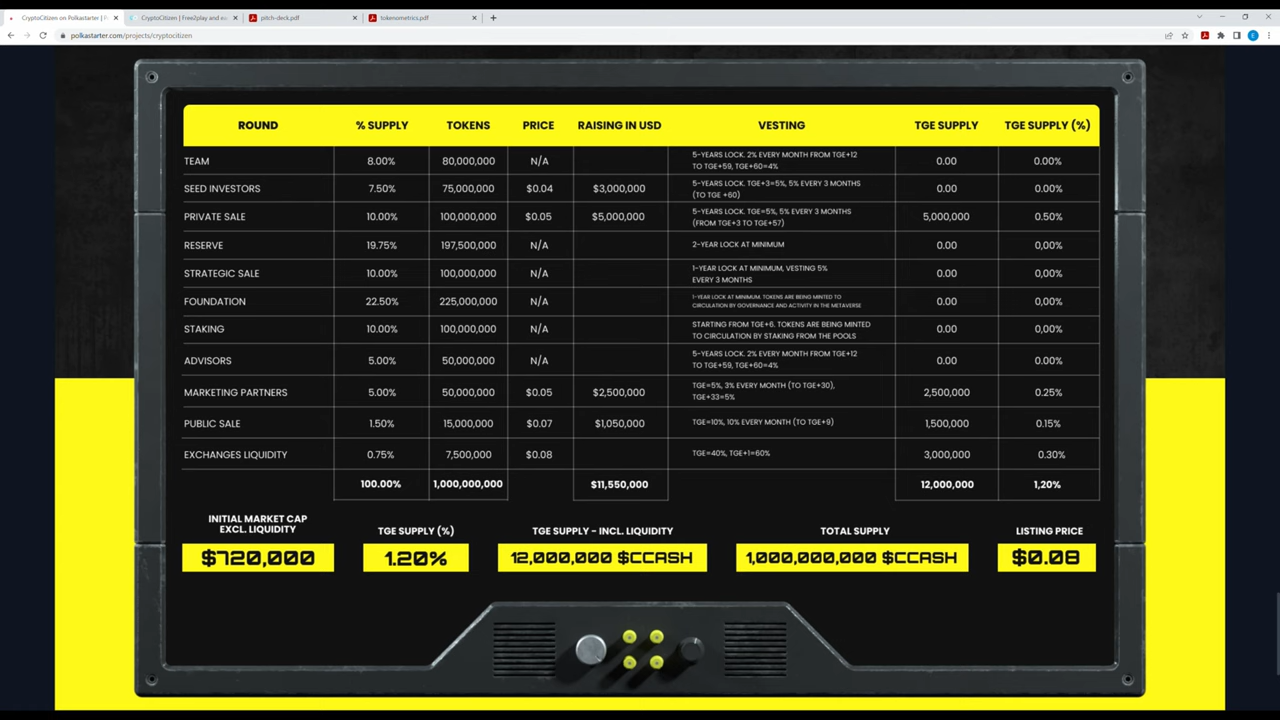 CryptoCitizen on Polkastarter | P
CryptoCitizen | Free2play and e
pitch-deck.pdf
tokenometrics.pdf
polkastarter.com/projects/cryptocitizen
ROUND % SUPPLY TOKENS PRICE RAISING IN USD VESTING TGE SUPPLY TGE SUPPLY (%)
TEAM 8.00% 80,000,000 N/A 5-YEARS LOCK. 2% EVERY MONTH FROM TGE+12 0.00 0.00%
TO TGE+59, TGE+60=4%
SEED INVESTORS 7.50% 75,000,000 $0.04 $3,000,000 5-YEARS LOCK. TGE+3=5%, 5% EVERY 3 MONTHS 0.00 0.00%
(TO TGE +60)
PRIVATE SALE 10.00% 100,000,000 $0.05 $5,000,000 5-YEARS LOCK. TGE=5%, 5% EVERY 3 MONTHS 5,000,000 0.50%
(FROM TGE+3 TO TGE+57)
RESERVE 19.75% 197,500,000 N/A 2-YEAR LOCK AT MINIMUM 0.00 0,00%
STRATEGIC SALE 10.00% 100,000,000 N/A 1-YEAR LOCK AT MINIMUM, VESTING 5% 0.00 0,00%
EVERY 3 MONTHS
FOUNDATION 22.50% 225,000,000 N/A 1-YEAR LOCK AT MINIMUM. TOKENS ARE BEING MINTED TO 0.00 0,00%
CIRCULATION BY GOVERNANCE AND ACTIVITY IN THE METAVERSE
STAKING 10.00% 100,000,000 N/A STARTING FROM TGE+6. TOKENS ARE BEING MINTED 0.00 0,00%
TO CIRCULATION BY STAKING FROM THE POOLS
ADVISORS 5.00% 50,000,000 N/A 5-YEARS LOCK. 2% EVERY MONTH FROM TGE+12 0.00 0.00%
TO TGE+59, TGE+60=4%
MARKETING PARTNERS 5.00% 50,000,000 $0.05 $2,500,000 TGE=5%, 3% EVERY MONTH (TO TGE+30), 2,500,000 0.25%
TGE+33=5%
PUBLIC SALE 1.50% 15,000,000 $0.07 $1,050,000 TGE=10%, 10% EVERY MONTH (TO TGE+9) 1,500,000 0.15%
EXCHANGES LIQUIDITY 0.75% 7,500,000 $0.08 TGE=40%, TGE+1=60% 3,000,000 0.30%
100.00% 1,000,000,000 $11,550,000 12,000,000 1,20%
INITIAL MARKET CAP
EXCL. LIQUIDITY
TGE SUPPLY (%) TGE SUPPLY - INCL. LIQUIDITY TOTAL SUPPLY LISTING PRICE
$720,000 1.20% 12,000,000 $CCASH 1,000,000,000 $CCASH $0.08